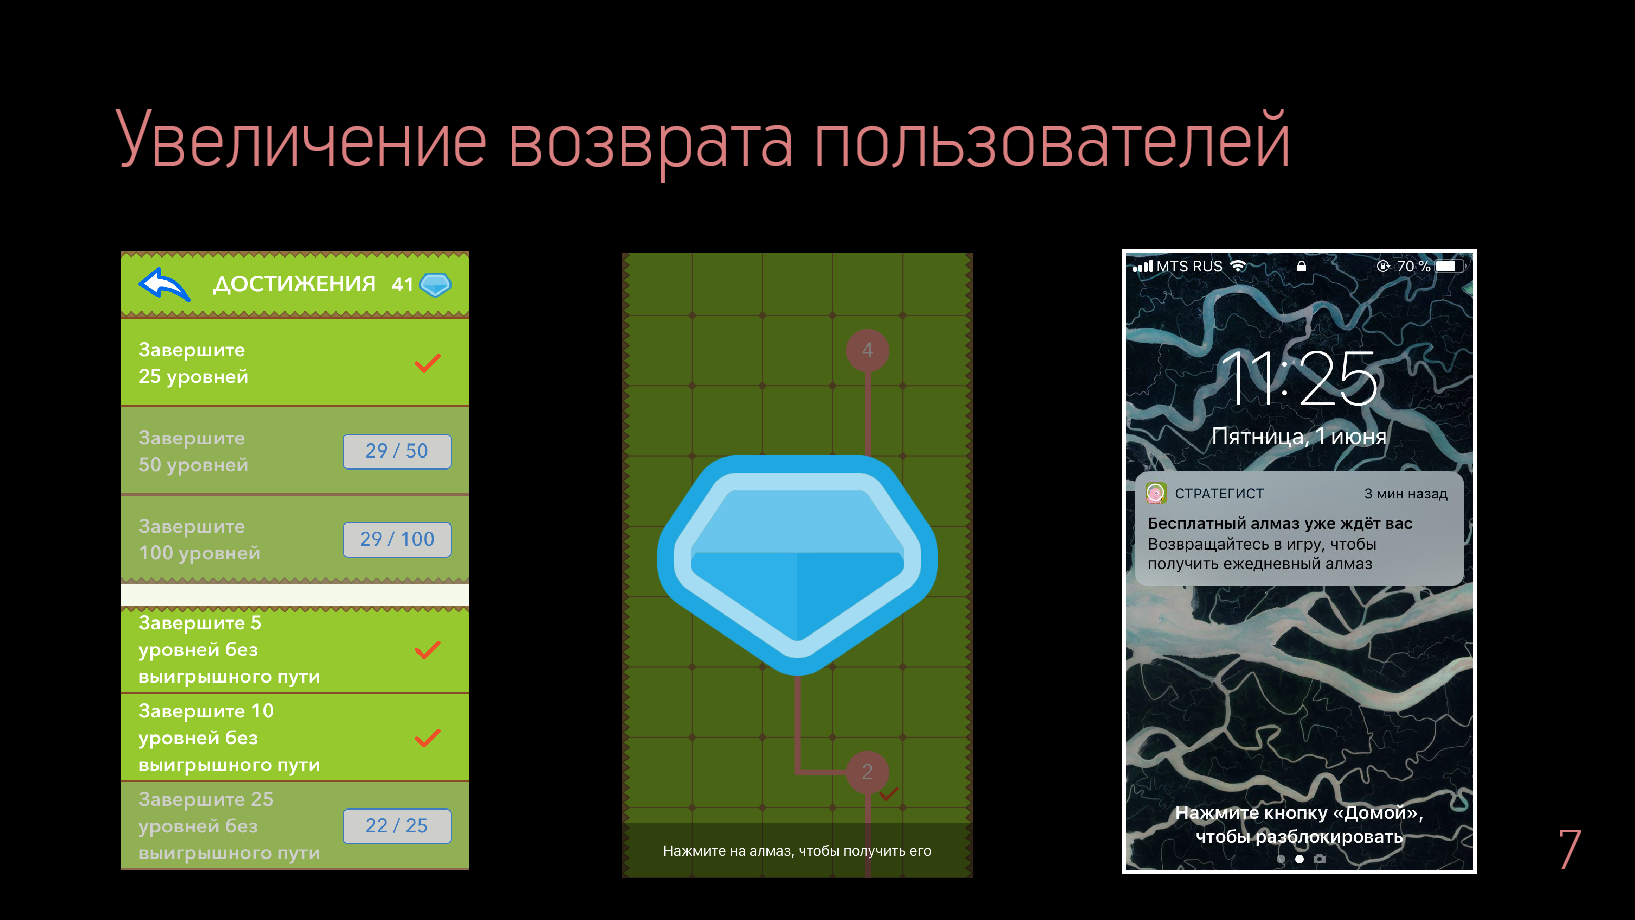 Увеличение возврата пользователей
ДОСТИЖЕНИЯ 41
Завершите
25 уровней
Завершите
50 уровней
29 / 50
Завершите
100 уровней
29 / 100
Завершите 5
уровней без
выигрышного пути
Завершите 10
уровней без
выигрышного пути
Завершите 25
уровней без
выигрышного пути
22 / 25
4
2
Нажмите на алмаз, чтобы получить его
MTS RUS 70 %
11:25
Пятница, 1 июня
СТРАТЕГИСТ 3 мин назад
Бесплатный алмаз уже ждёт вас
Возвращайтесь в игру, чтобы
получить ежедневный алмаз
Нажмите кнопку «Домой»,
чтобы разблокировать
7